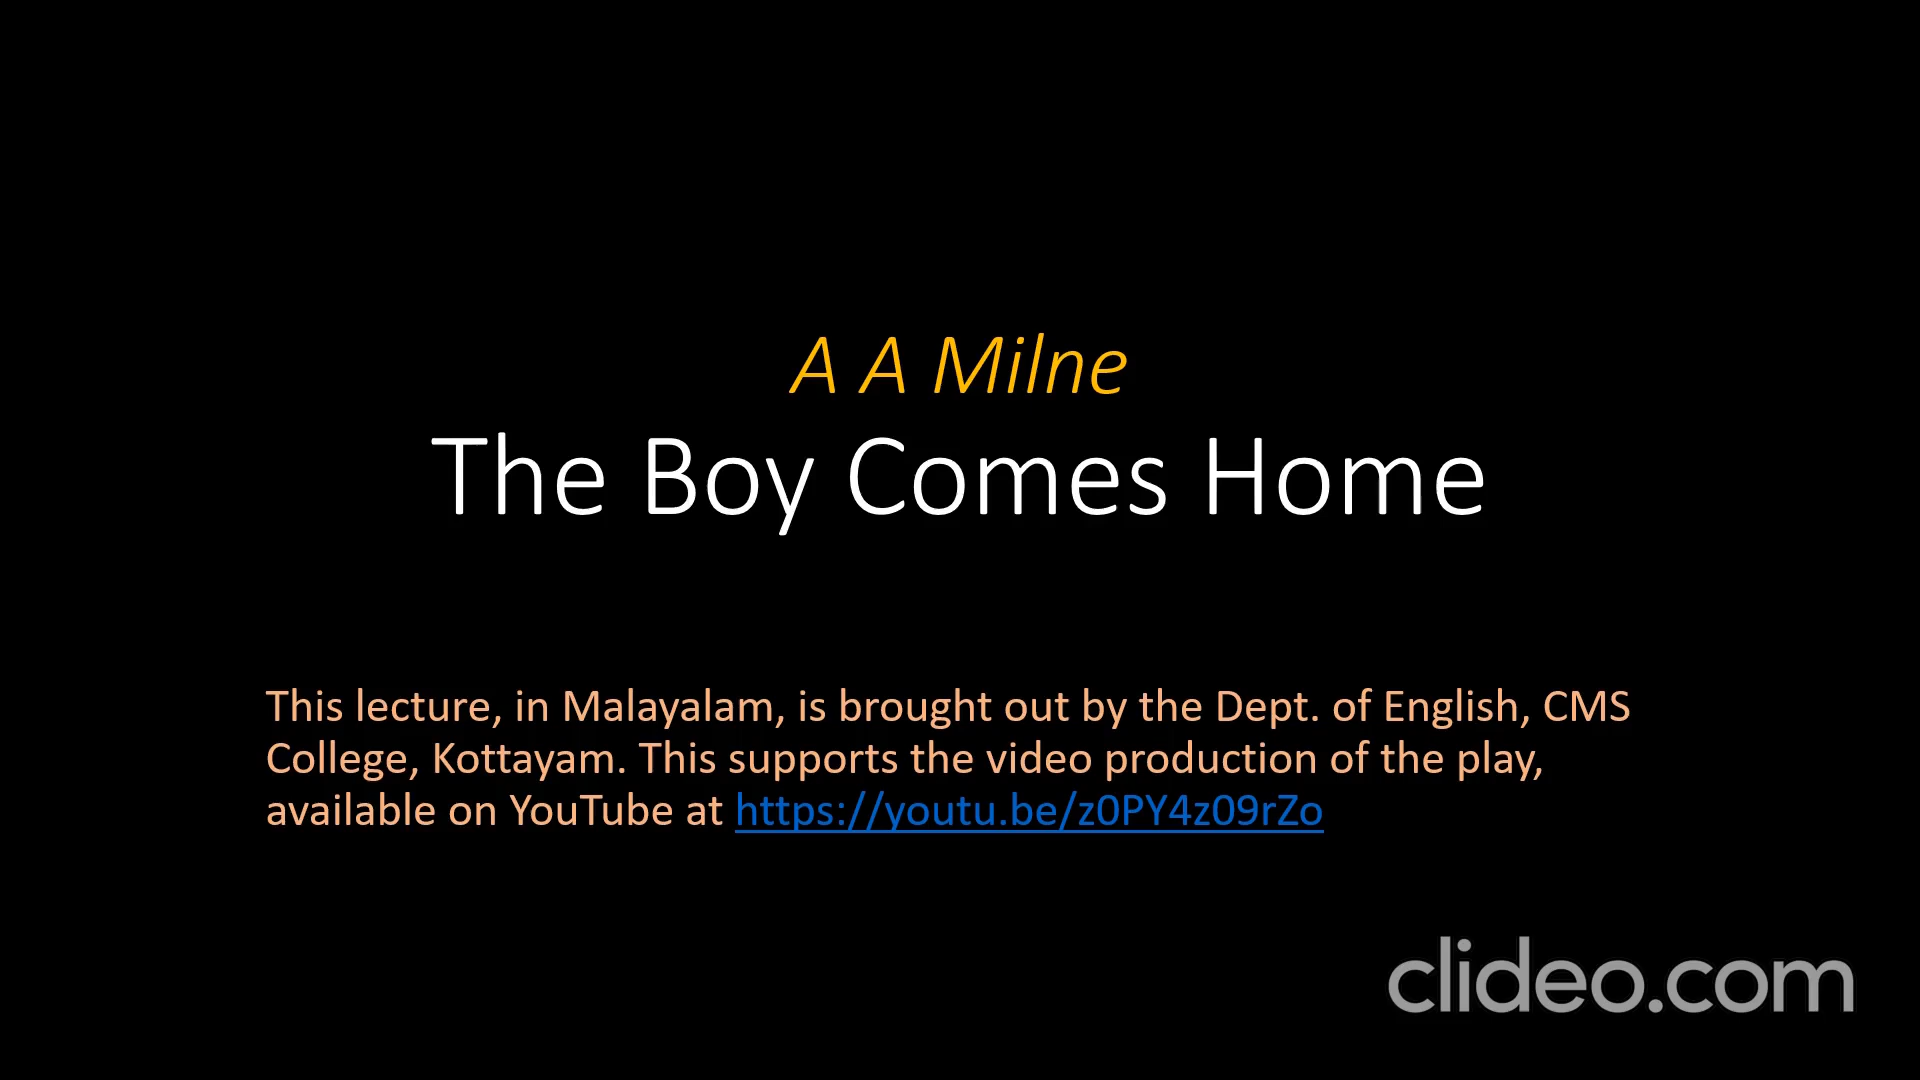 A A Milne
The Boy Comes Home
This lecture, in Malayalam, is brought out by the Dept. of English, CMS
College, Kottayam. This supports the video production of the play,
available on YouTube at https://youtu.be/z0PY4z09rZo
clideo.com